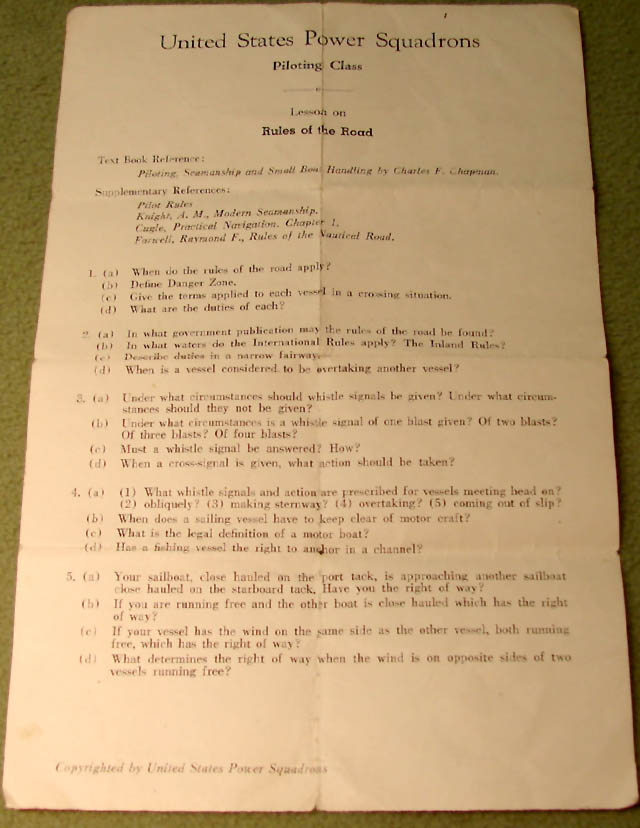 United States Power Squadrons
Piloting Class
Lesson on
Rules of the Road
Text Book Reference:
Piloting, Seamanship and Small Boat Handling by Charles F. Chapman.
Supplementary References:
Pilot Rules
Knight, A. M., Modern Seamanship.
Cugle, Practical Navigation. Chapter 1.
Farwell, Raymond F., Rules of the Nautical Road.
1. (a) When do the rules of the road apply?
(b) Define Danger Zone.
(c) Give the terms applied to each vessel in a crossing situation.
(d) What are the duties of each?
2. (a) In what government publication may the rules of the road be found?
(b) In what waters do the International Rules apply? The Inland Rules?
(c) Describe duties in a narrow fairway.
(d) When is a vessel considered to be overtaking another vessel?
3. (a) Under what circumstances should whistle signals be given? Under what circum-
stances should they not be given?
(b) Under what circumstances is a whistle signal of one blast given? Of two blasts?
Of three blasts? Of four blasts?
(c) Must a whistle signal be answered? How?
(d) When a cross-signal is given, what action should be taken?
4. (a) (1) What whistle signals and action are prescribed for vessels meeting head on?
(2) obliquely? (3) making sternway? (4) overtaking? (5) coming out of slip?
(b) When does a sailing vessel have to keep clear of motor craft?
(c) What is the legal definition of a motor boat?
(d) Has a fishing vessel the right to anchor in a channel?
5. (a) Your sailboat, close hauled on the port tack, is approaching another sailboat
close hauled on the starboard tack. Have you the right of way?
(b) If you are running free and the other boat is close hauled which has the right
of way?
(c) If your vessel has the wind on the same side as the other vessel, both running
free, which has the right of way?
(d) What determines the right of way when the wind is on opposite sides of two
vessels running free?
Copyrighted by United States Power Squadrons